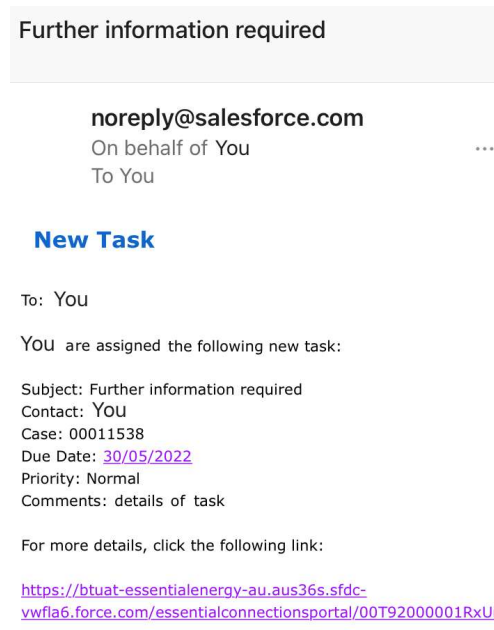 Further information required
noreply@salesforce.com
On behalf of You
To You
New Task
To: You
You are assigned the following new task:
Subject: Further information required
Contact: You
Case: 00011538
Due Date: 30/05/2022
Priority: Normal
Comments: details of task
For more details, click the following link:
https://btuat-essentialenergy-au.aus36s.sfdc-
vwfla6.force.com/essentialconnectionsportal/00T92000001RxU